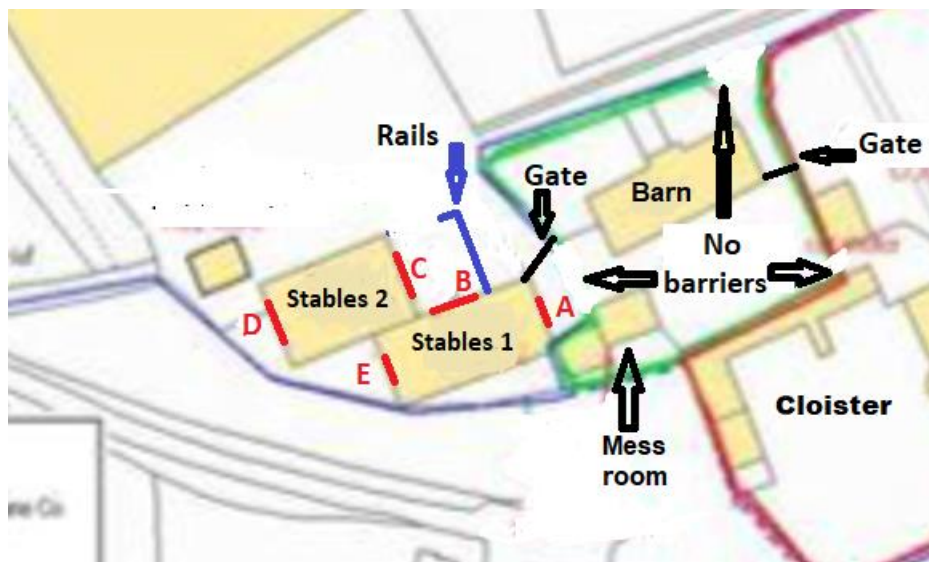 Rails
Gate
Gate
Barn
No
barriers
C
B
A
Stables 2
D
Stables 1
E
Cloister
Mess
room